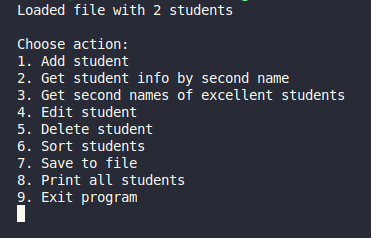 Loaded file with 2 students
Choose action:
1. Add student
2. Get student info by second name
3. Get second names of excellent students
4. Edit student
5. Delete student
6. Sort students
7. Save to file
8. Print all students
9. Exit program